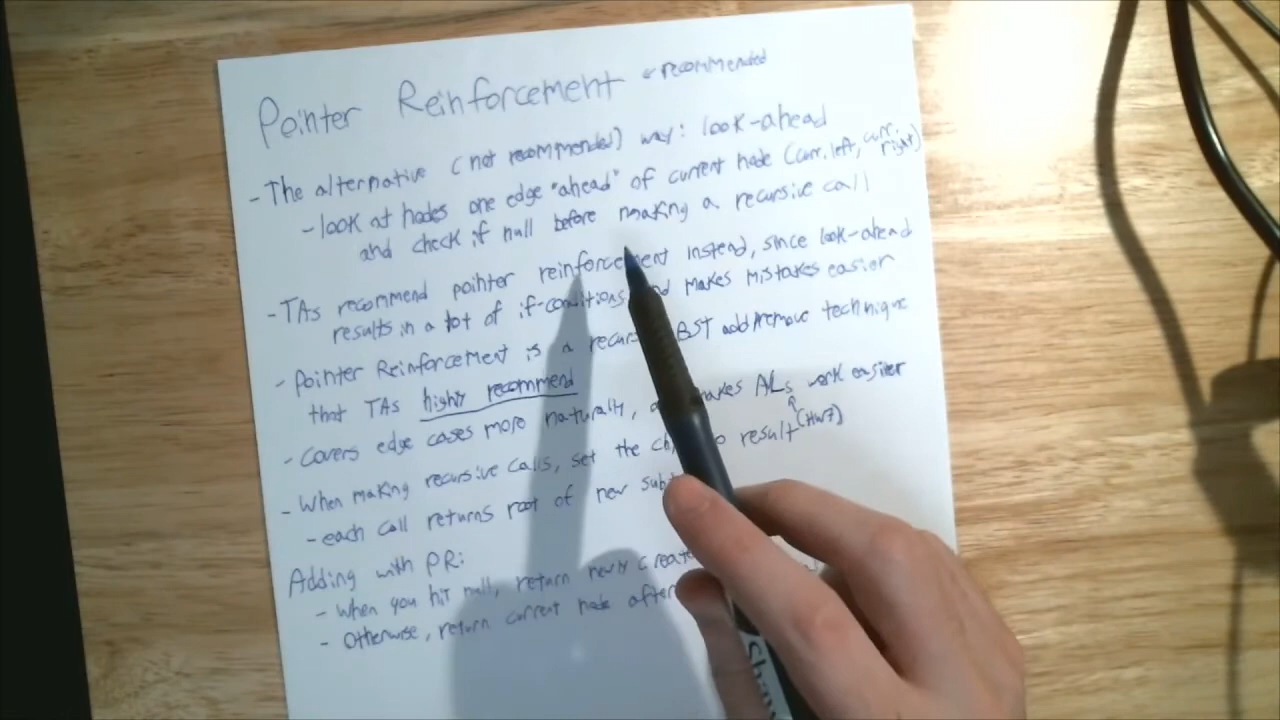 Pointer Reinforcement ← recommended
- The alternative (not recommended) way: look-ahead
- look at nodes one edge "ahead" of current node (curr.left, curr.right)
and check if null before making a recursive call
- TAs recommend pointer reinforcement instead, since look-ahead
results in a lot of if-conditions and makes mistakes easier
- Pointer Reinforcement is a BST add/remove technique
that TAs highly recommend
- Covers edge cases more naturally, makes AVLs work easier
(HW7)
- When making recursive calls, set the to result
- each call returns root of new
Adding with PR:
- When you hit null, return newly
- Otherwise, return current node after
Sharpie